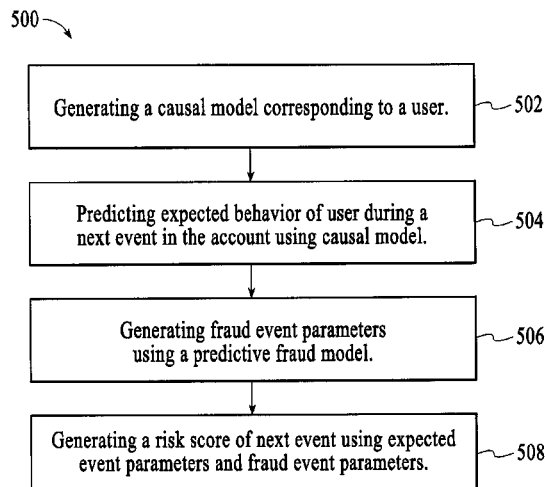 500
Generating a causal model corresponding to a user.
502
Predicting expected behavior of user during a
next event in the account using causal model.
504
Generating fraud event parameters
using a predictive fraud model.
506
Generating a risk score of next event using expected
event parameters and fraud event parameters.
508